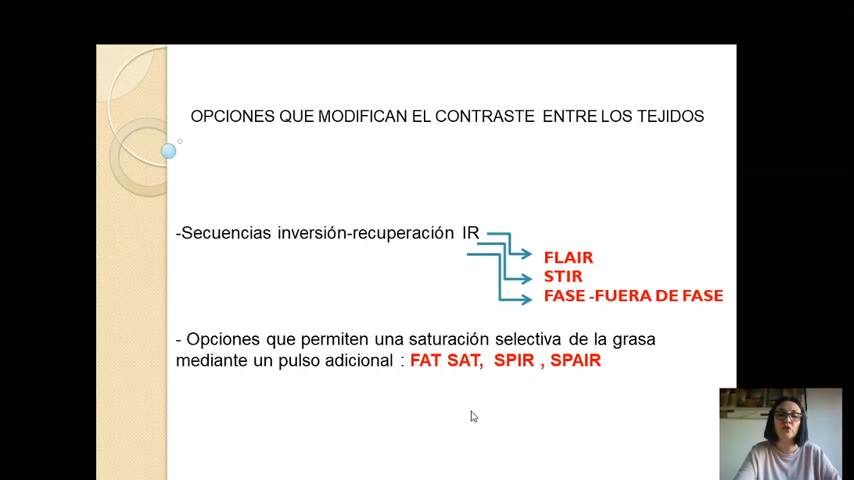 OPCIONES QUE MODIFICAN EL CONTRASTE ENTRE LOS TEJIDOS
-Secuencias inversión-recuperación IR
FLAIR
STIR
FASE -FUERA DE FASE
- Opciones que permiten una saturación selectiva de la grasa
mediante un pulso adicional : FAT SAT, SPIR , SPAIR